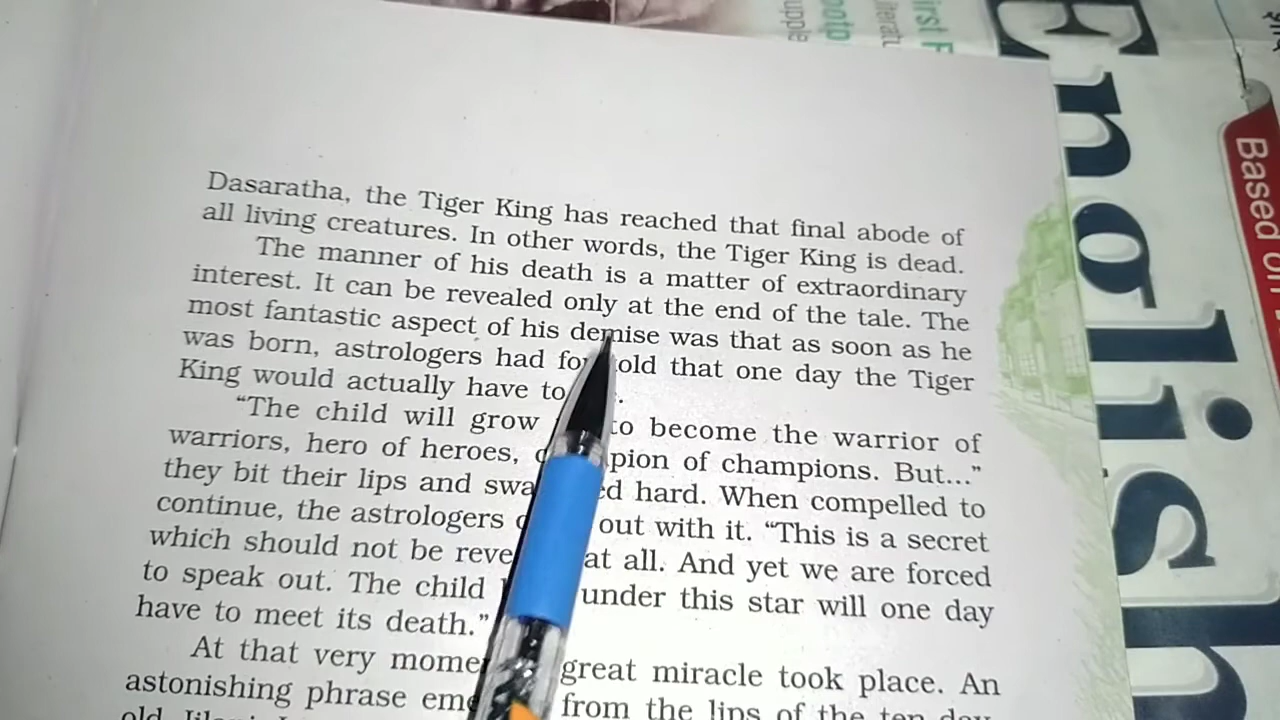 Dasaratha, the Tiger King has reached that final abode of
all living creatures. In other words, the Tiger King is dead.
The manner of his death is a matter of extraordinary
interest. It can be revealed only at the end of the tale. The
most fantastic aspect of his demise was that as soon as he
was born, astrologers had told that one day the Tiger
King would actually have to
"The child will grow to become the warrior of
warriors, hero of heroes, of champions. But..."
they bit their lips and hard. When compelled to
continue, the astrologers out with it. "This is a secret
which should not be at all. And yet we are forced
to speak out. The child under this star will one day
have to meet its death."
At that very great miracle took place. An
astonishing phrase from the lips of the
English
Based on